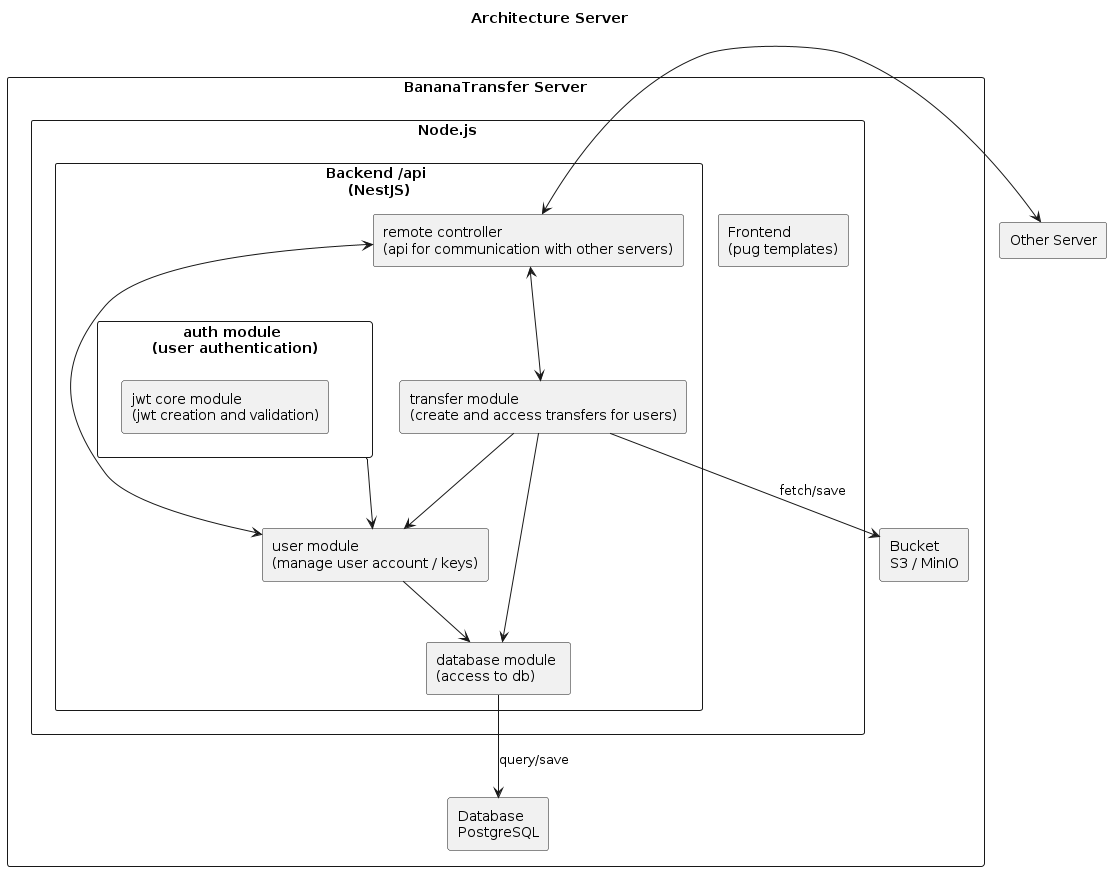 Architecture Server
BananaTransfer Server
Node.js
Backend /api
(NestJS)
remote controller
(api for communication with other servers)
Frontend
(pug templates)
Other Server
auth module
(user authentication)
jwt core module
(jwt creation and validation)
transfer module
(create and access transfers for users)
fetch/save
user module
(manage user account / keys)
Bucket
S3 / MinIO
database module
(access to db)
query/save
Database
PostgreSQL